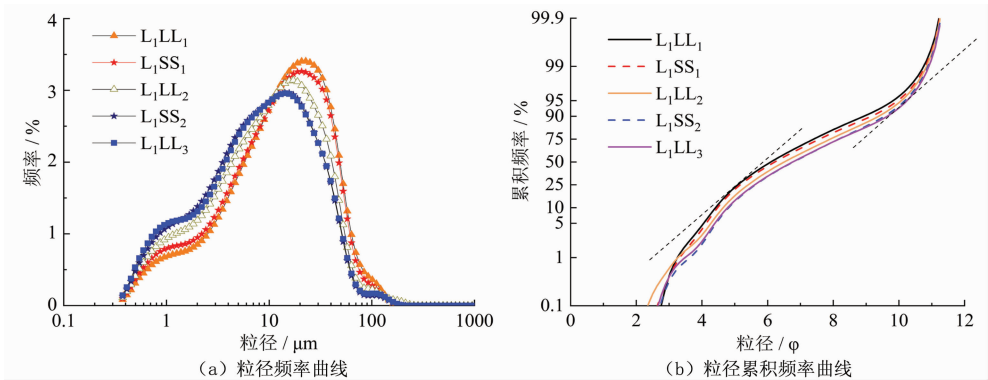 4
3
2
1
0
频率 / %
L₁LL₁
L₁SS₁
L₁LL₂
L₁SS₂
L₁LL₃
0.1 1 10 100 1000
粒径 / μm
(a) 粒径频率曲线
99.9
99
95
90
75
50
25
10
5
1
0.1
累积频率 / %
L₁LL₁
L₁SS₁
L₁LL₂
L₁SS₂
L₁LL₃
0 2 4 6 8 10 12
粒径 / φ
(b) 粒径累积频率曲线